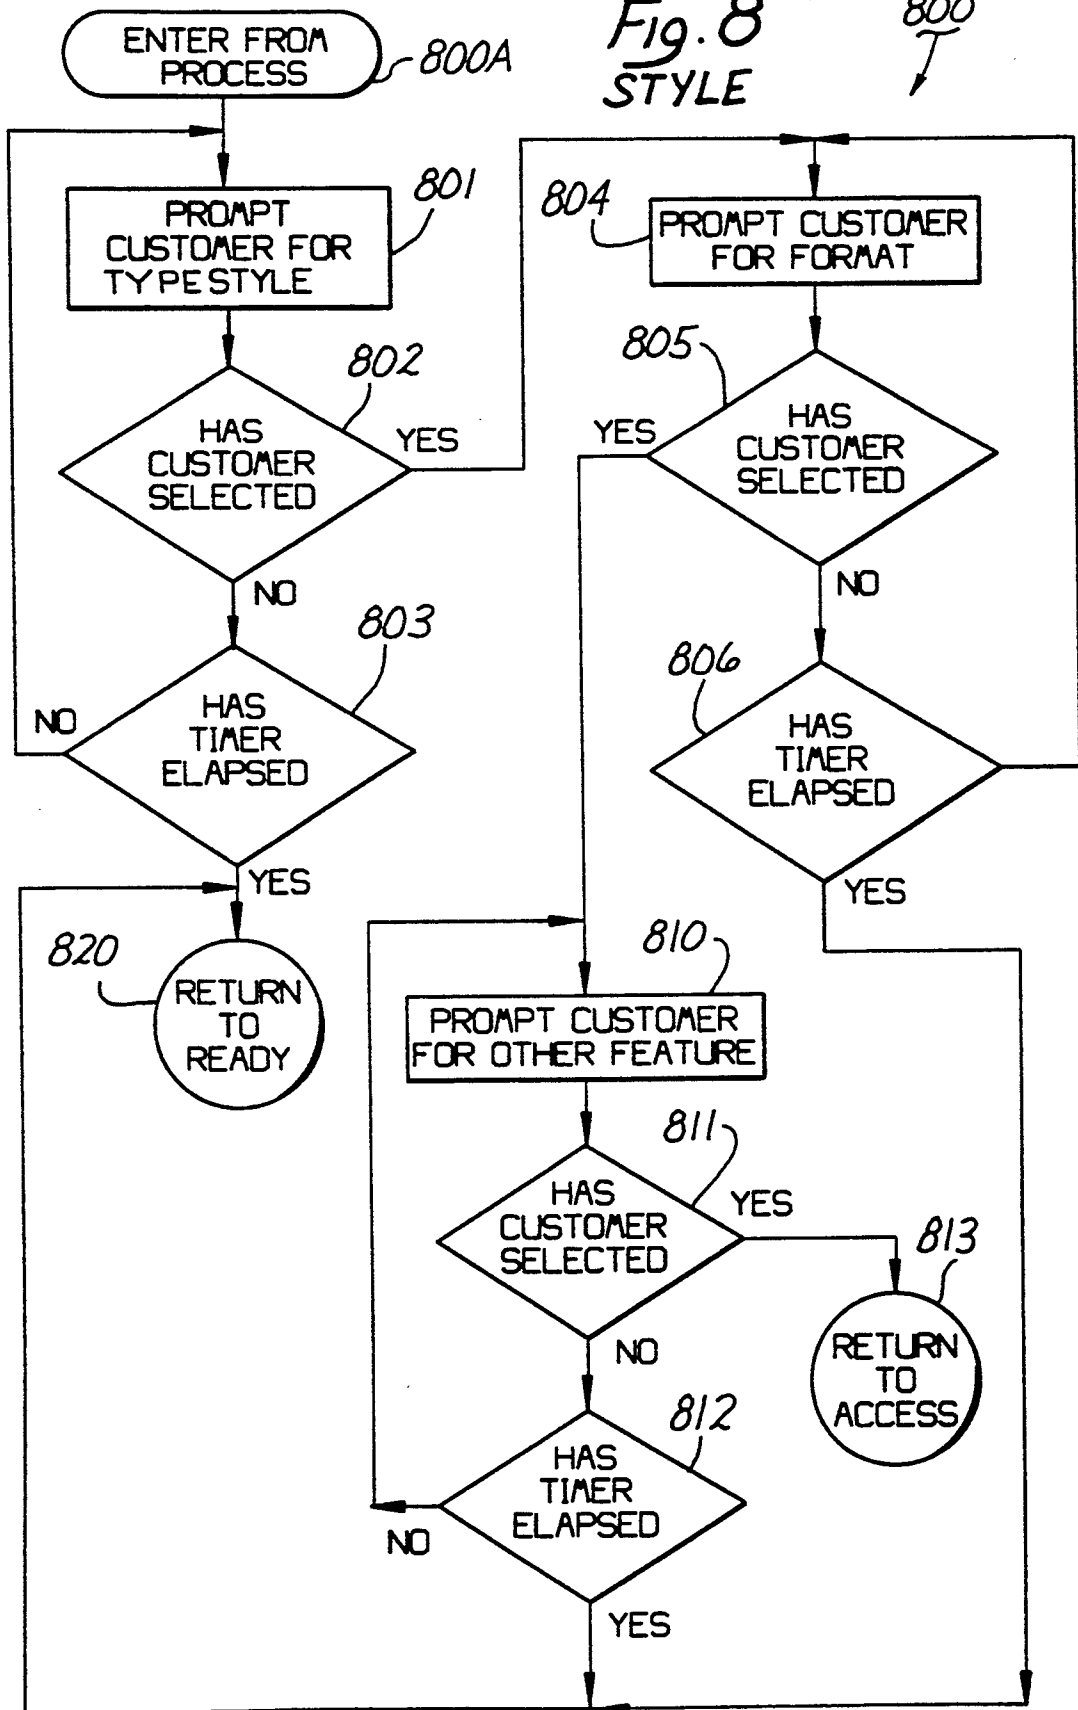 Fig. 8
STYLE
800
ENTER FROM
PROCESS
800A
801
PROMPT
CUSTOMER FOR
TYPESTYLE
802
HAS
CUSTOMER
SELECTED
YES
NO
803
HAS
TIMER
ELAPSED
NO
YES
820
RETURN
TO
READY
804
PROMPT CUSTOMER
FOR FORMAT
805
HAS
CUSTOMER
SELECTED
YES
NO
806
HAS
TIMER
ELAPSED
YES
810
PROMPT CUSTOMER
FOR OTHER FEATURE
811
HAS
CUSTOMER
SELECTED
YES
NO
813
RETURN
TO
ACCESS
812
HAS
TIMER
ELAPSED
NO
YES